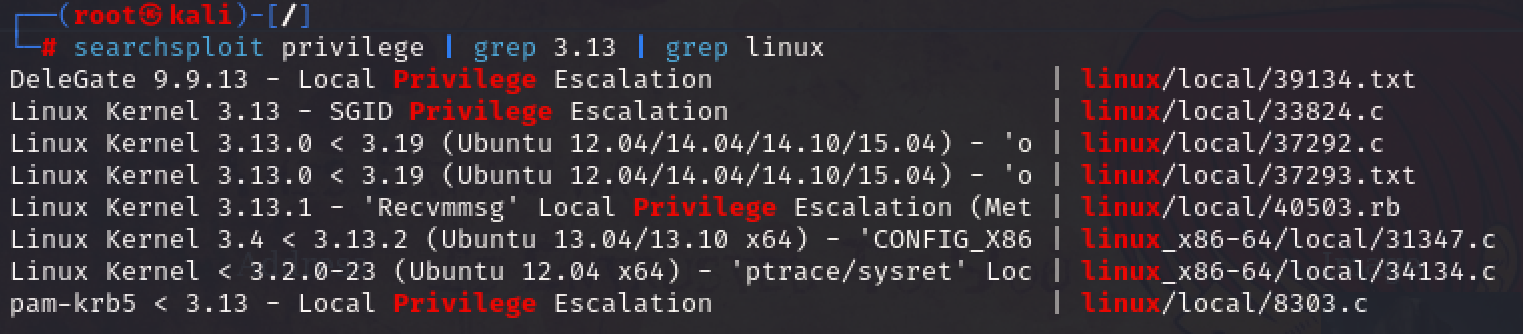 ┌──(root㉿kali)-[/]
└─# searchsploit privilege | grep 3.13 | grep linux
DeleGate 9.9.13 - Local Privilege Escalation | linux/local/39134.txt
Linux Kernel 3.13 - SGID Privilege Escalation | linux/local/33824.c
Linux Kernel 3.13.0 < 3.19 (Ubuntu 12.04/14.04/14.10/15.04) - 'o | linux/local/37292.c
Linux Kernel 3.13.0 < 3.19 (Ubuntu 12.04/14.04/14.10/15.04) - 'o | linux/local/37293.txt
Linux Kernel 3.13.1 - 'Recvmmsg' Local Privilege Escalation (Met | linux/local/40503.rb
Linux Kernel 3.4 < 3.13.2 (Ubuntu 13.04/13.10 x64) - 'CONFIG_X86 | linux_x86-64/local/31347.c
Linux Kernel < 3.2.0-23 (Ubuntu 12.04 x64) - 'ptrace/sysret' Loc | linux_x86-64/local/34134.c
pam-krb5 < 3.13 - Local Privilege Escalation | linux/local/8303.c